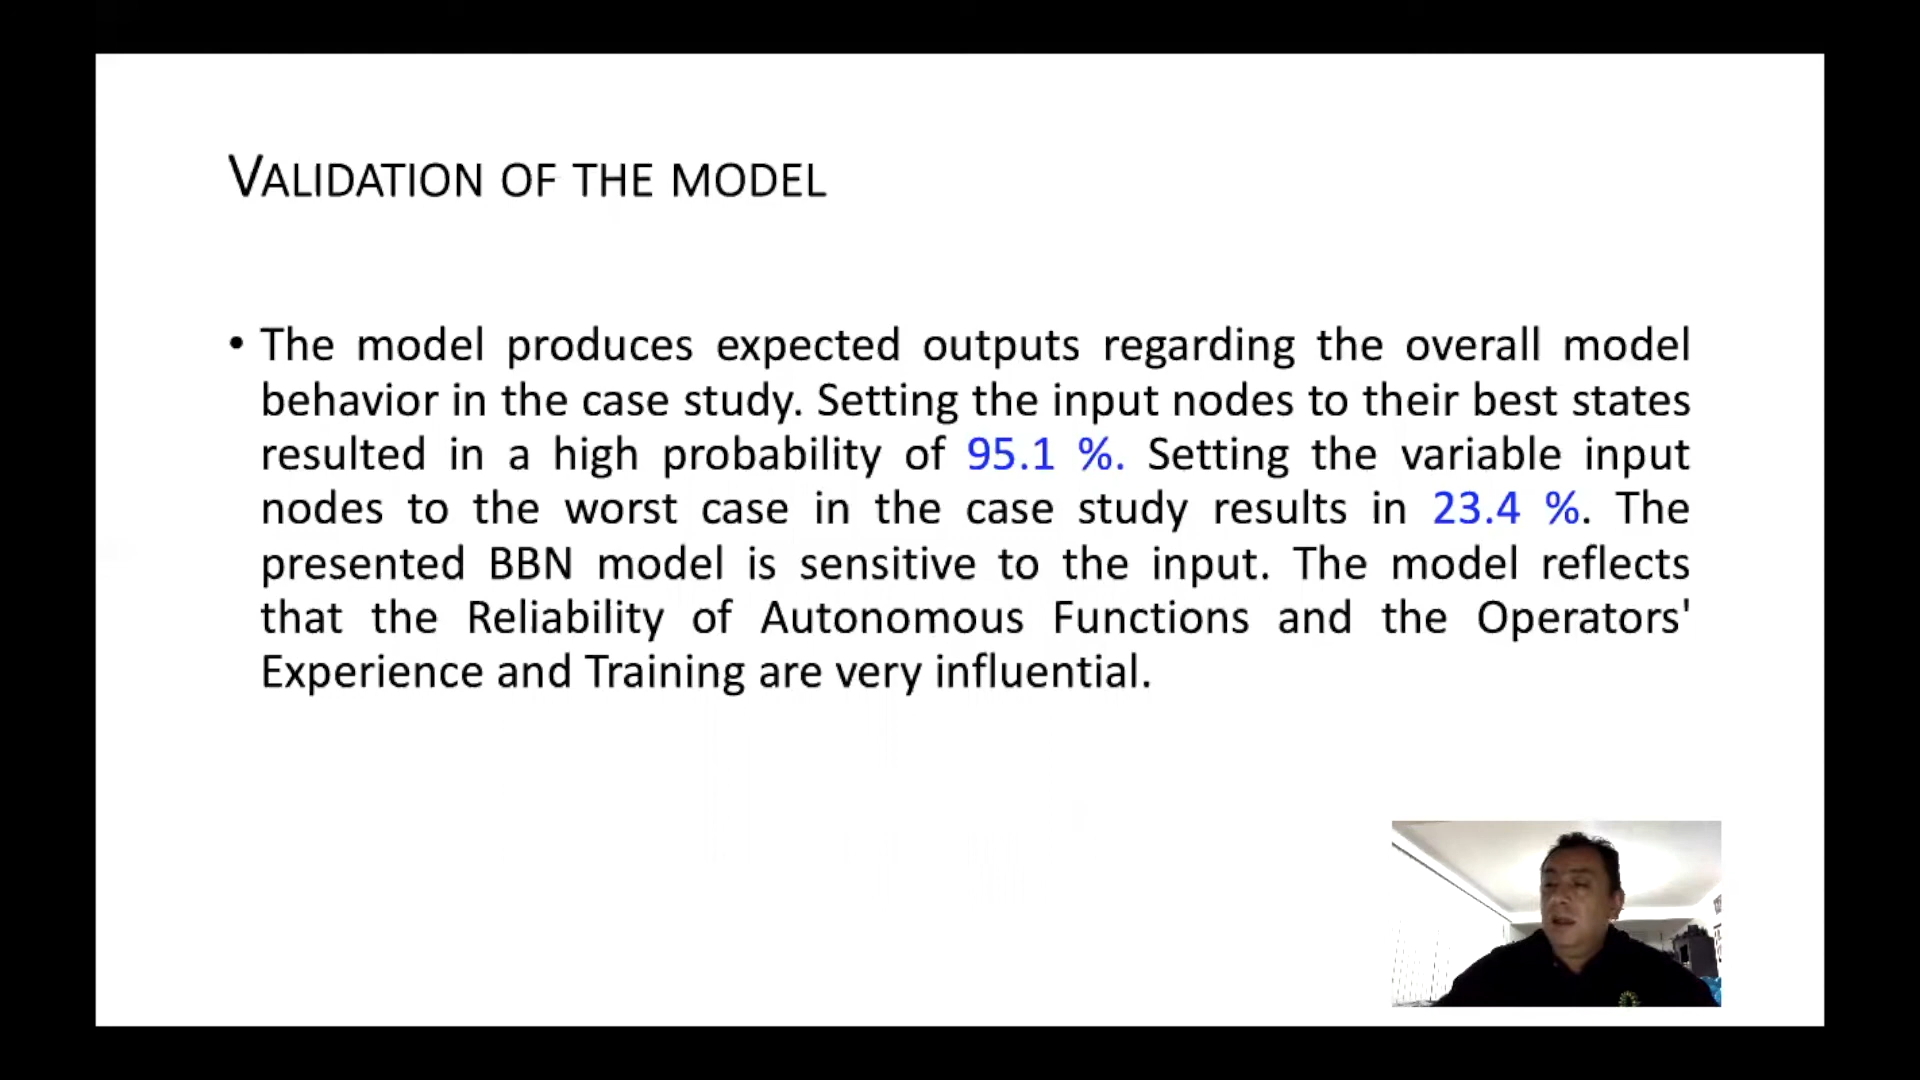 VALIDATION OF THE MODEL
• The model produces expected outputs regarding the overall model
behavior in the case study. Setting the input nodes to their best states
resulted in a high probability of 95.1 %. Setting the variable input
nodes to the worst case in the case study results in 23.4 %. The
presented BBN model is sensitive to the input. The model reflects
that the Reliability of Autonomous Functions and the Operators'
Experience and Training are very influential.